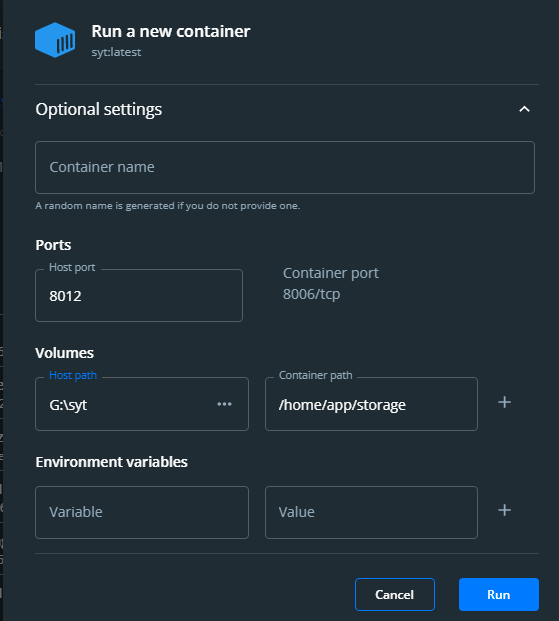 Run a new container
syt:latest
Optional settings
Container name
A random name is generated if you do not provide one.
Ports
Host port
8012
Container port
8006/tcp
Volumes
Host path
G:\syt
Container path
/home/app/storage
Environment variables
Variable
Value
Cancel
Run